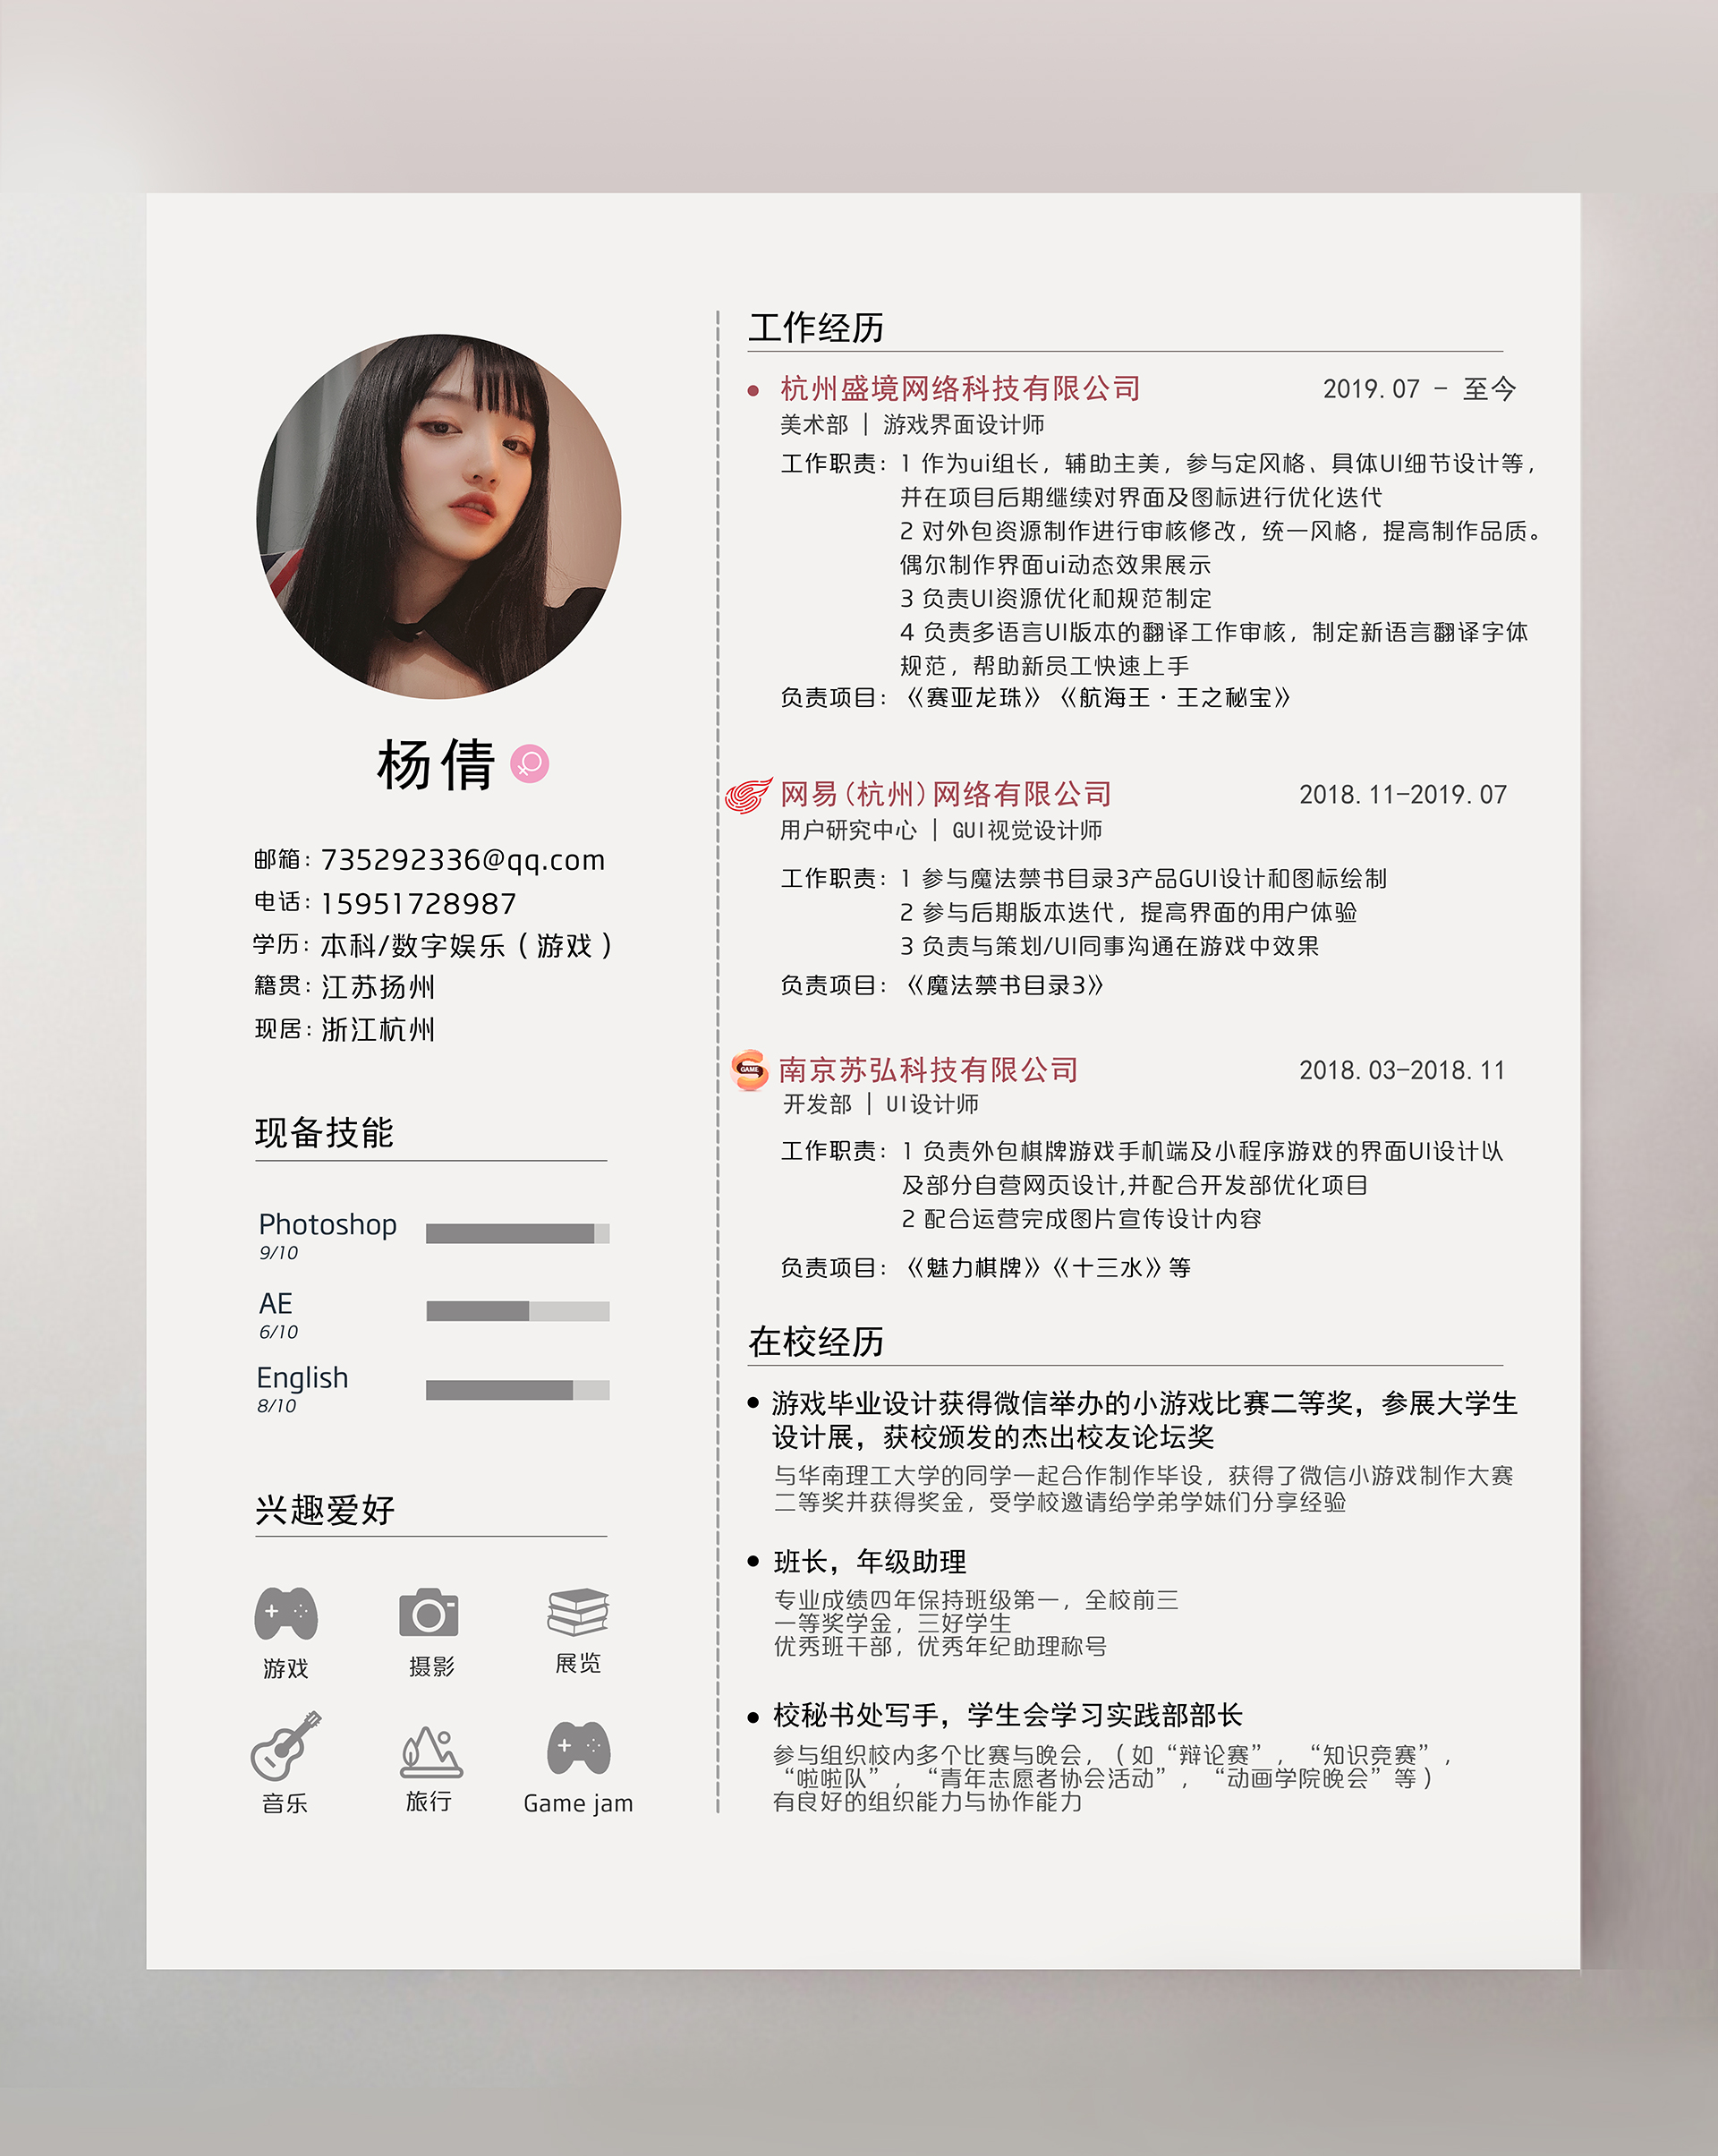 杨倩
邮箱：735292336@qq.com
电话：15951728987
学历：本科/数字娱乐（游戏）
籍贯：江苏扬州
现居：浙江杭州
现备技能
Photoshop
9/10
AE
6/10
English
8/10
兴趣爱好
游戏
摄影
展览
音乐
旅行
Game jam
工作经历
杭州盛境网络科技有限公司 2019.07 - 至今
美术部 | 游戏界面设计师
工作职责：1 作为ui组长，辅助主美，参与定风格、具体UI细节设计等，
并在项目后期继续对界面及图标进行优化迭代
2 对外包资源制作进行审核修改，统一风格，提高制作品质。
偶尔制作界面ui动态效果展示
3 负责UI资源优化和规范制定
4 负责多语言UI版本的翻译工作审核，制定新语言翻译字体
规范，帮助新员工快速上手
负责项目：《赛亚龙珠》《航海王·王之秘宝》
网易(杭州)网络有限公司 2018.11-2019.07
用户研究中心 | GUI视觉设计师
工作职责：1 参与魔法禁书目录3产品GUI设计和图标绘制
2 参与后期版本迭代，提高界面的用户体验
3 负责与策划/UI同事沟通在游戏中效果
负责项目：《魔法禁书目录3》
GAME
南京苏弘科技有限公司 2018.03-2018.11
开发部 | UI设计师
工作职责：1 负责外包棋牌游戏手机端及小程序游戏的界面UI设计以
及部分自营网页设计,并配合开发部优化项目
2 配合运营完成图片宣传设计内容
负责项目：《魅力棋牌》《十三水》等
在校经历
游戏毕业设计获得微信举办的小游戏比赛二等奖，参展大学生
设计展，获校颁发的杰出校友论坛奖
与华南理工大学的同学一起合作制作毕设，获得了微信小游戏制作大赛
二等奖并获得奖金，受学校邀请给学弟学妹们分享经验
班长，年级助理
专业成绩四年保持班级第一，全校前三
一等奖学金，三好学生
优秀班干部，优秀年纪助理称号
校秘书处写手，学生会学习实践部部长
参与组织校内多个比赛与晚会，（如“辩论赛”，“知识竞赛”，
“啦啦队”，“青年志愿者协会活动”，“动画学院晚会”等）
有良好的组织能力与协作能力